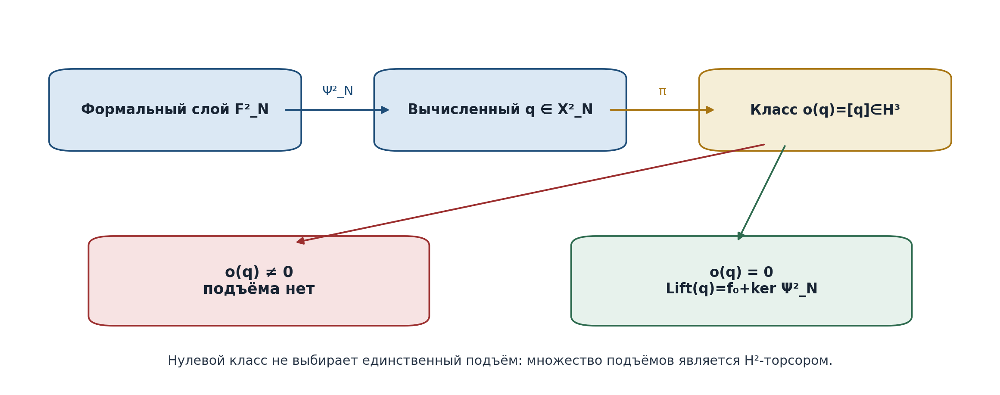 Ψ²_N
π
Формальный слой F²_N
Вычисленный q ∈ X²_N
Класс o(q)=[q]∈H³
o(q) ≠ 0
подъёма нет
o(q) = 0
Lift(q)=f₀+ker Ψ²_N
Нулевой класс не выбирает единственный подъём: множество подъёмов является H²-торсором.